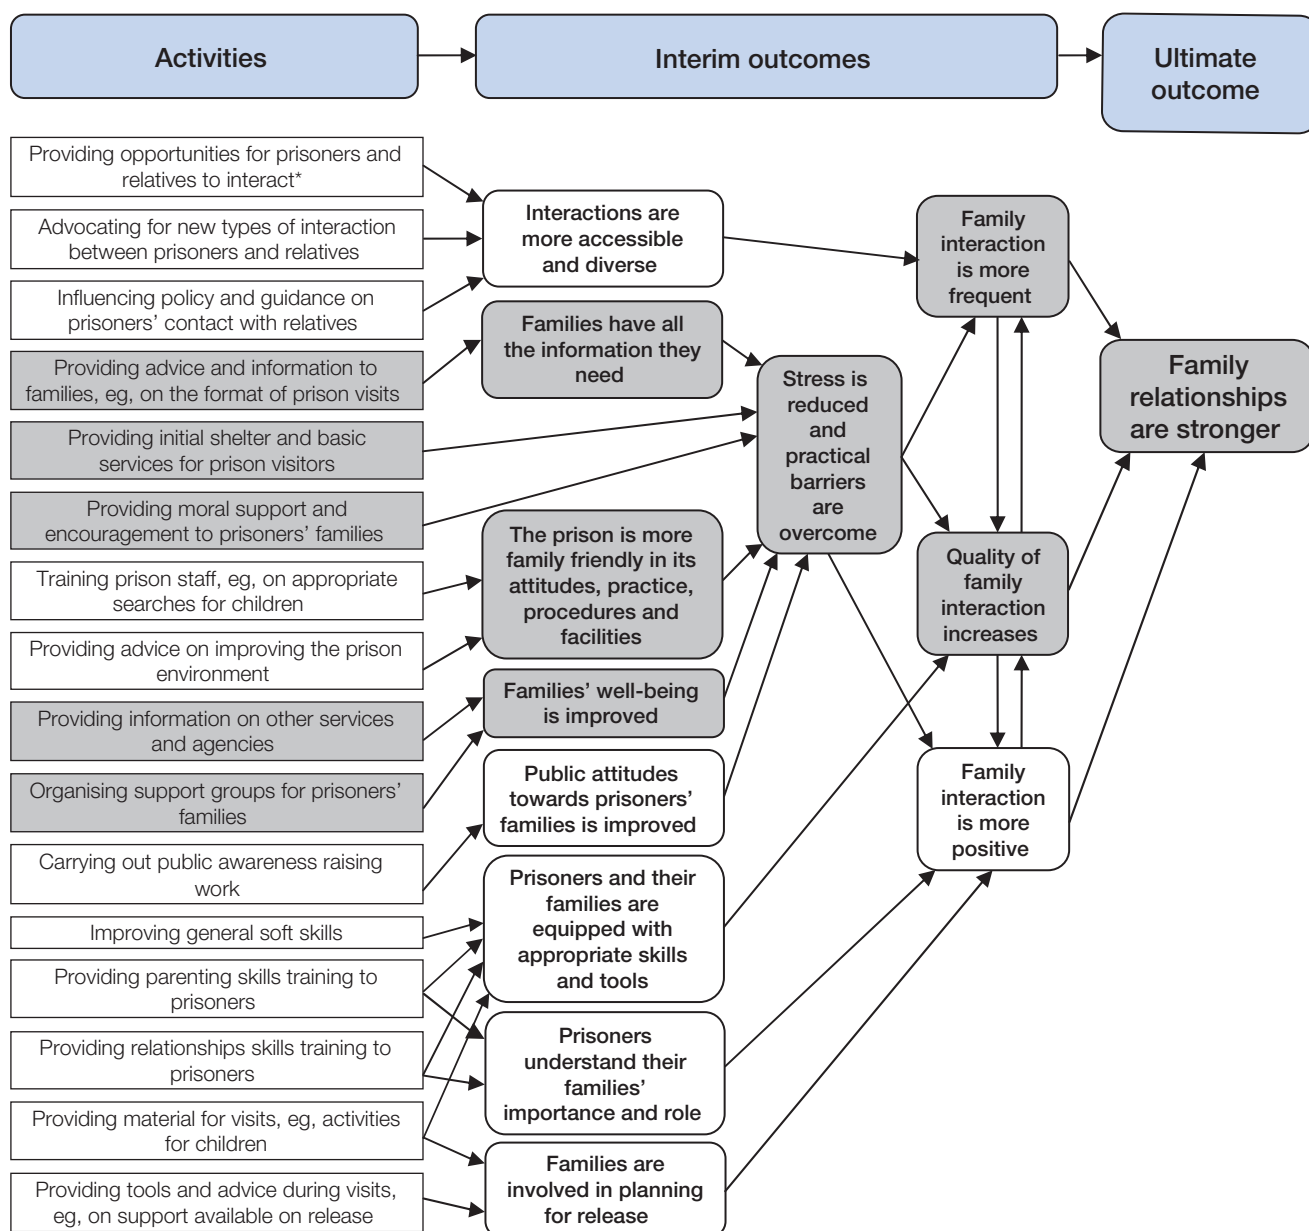 Activities
Interim outcomes
Ultimate
outcome
Providing opportunities for prisoners and
relatives to interact*
Advocating for new types of interaction
between prisoners and relatives
Influencing policy and guidance on
prisoners’ contact with relatives
Providing advice and information to
families, eg, on the format of prison visits
Providing initial shelter and basic
services for prison visitors
Providing moral support and
encouragement to prisoners’ families
Training prison staff, eg, on appropriate
searches for children
Providing advice on improving the prison
environment
Providing information on other services
and agencies
Organising support groups for prisoners’
families
Carrying out public awareness raising
work
Improving general soft skills
Providing parenting skills training to
prisoners
Providing relationships skills training to
prisoners
Providing material for visits, eg, activities
for children
Providing tools and advice during visits,
eg, on support available on release
Interactions are
more accessible
and diverse
Families have all
the information they
need
The prison is more
family friendly in its
attitudes, practice,
procedures and
facilities
Families’ well-being
is improved
Public attitudes
towards prisoners’
families is improved
Prisoners and their
families are
equipped with
appropriate skills
and tools
Prisoners
understand their
families’
importance and role
Families are
involved in planning
for release
Stress is
reduced
and
practical
barriers
are
overcome
Family
interaction
is more
frequent
Quality of
family
interaction
increases
Family
interaction
is more
positive
Family
relationships
are stronger